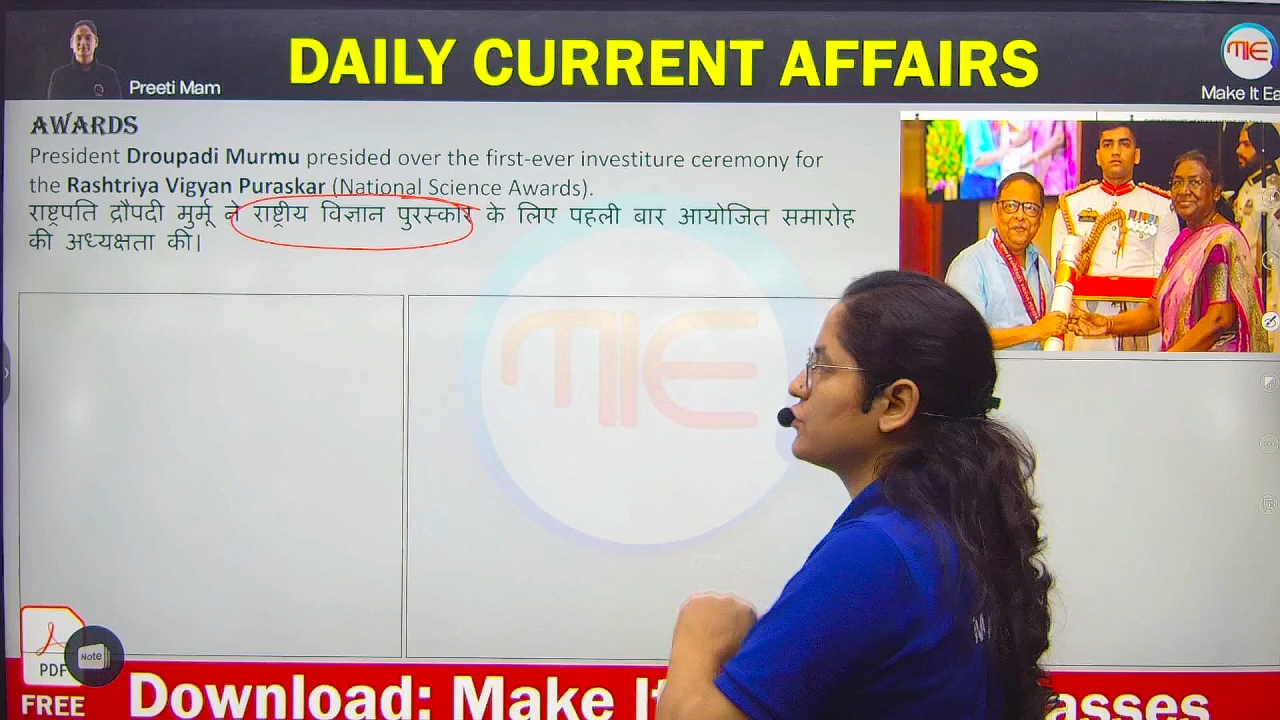 DAILY CURRENT AFFAIRS
Preeti Mam
MIE
Make It Ea
AWARDS
President Droupadi Murmu presided over the first-ever investiture ceremony for
the Rashtriya Vigyan Puraskar (National Science Awards).
राष्ट्रपति द्रौपदी मुर्मू ने राष्ट्रीय विज्ञान पुरस्कार के लिए पहली बार आयोजित समारोह
की अध्यक्षता की।
MIE
PDF
Note
FREE
Download: Make It
asses